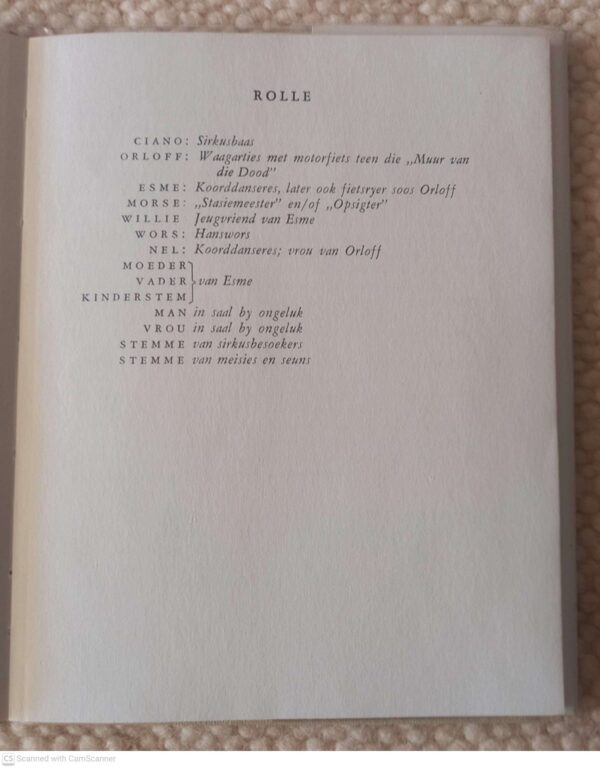 ROLLE
CIANO: Sirkusbaas
ORLOFF: Waagarties met motorfiets teen die „Muur van
die Dood”
ESME: Koorddanseres, later ook fietsryer soos Orloff
MORSE: „Stasiemeester” en/of „Opsigter”
WILLIE Jeugvriend van Esme
WORS: Hanswors
NEL: Koorddanseres; vrou van Orloff
MOEDER
VADER van Esme
KINDERSTEM
MAN in saal by ongeluk
VROU in saal by ongeluk
STEMME van sirkusbesoekers
STEMME van meisies en seuns
CS Scanned with CamScanner